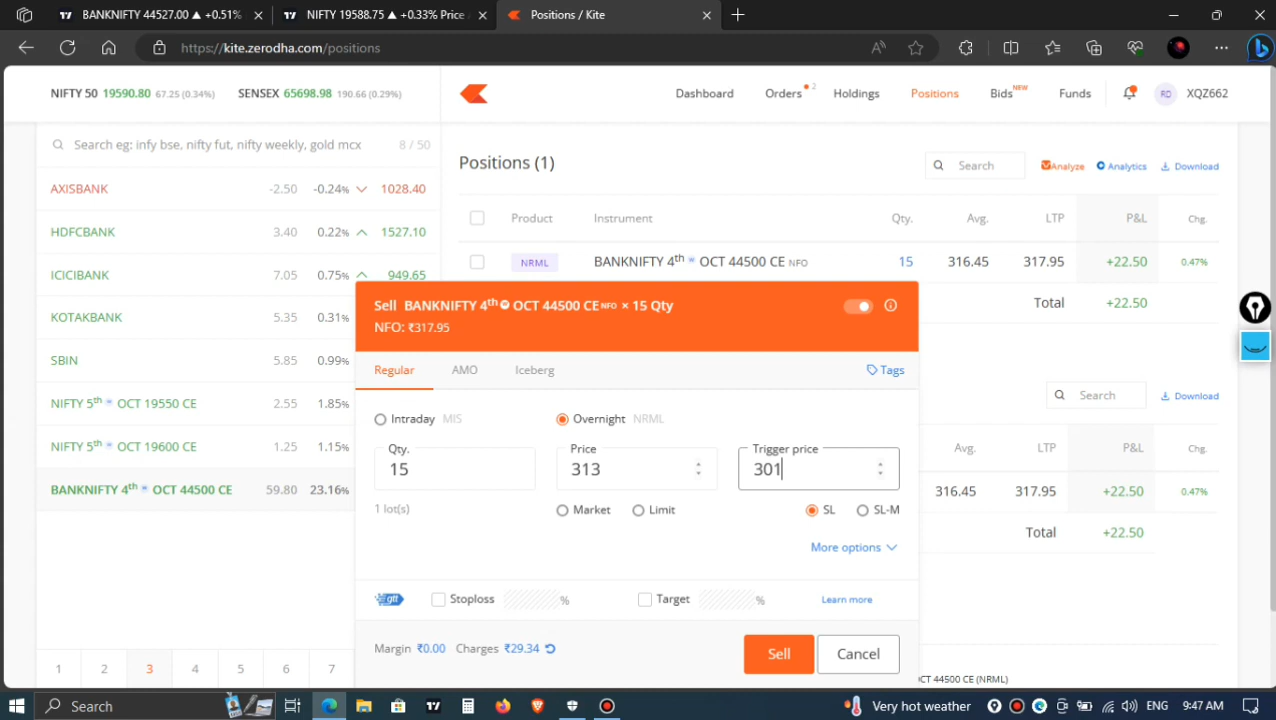 BANKNIFTY 44527.00 ▲ +0.51%
NIFTY 19588.75 ▲ +0.33% Price
Positions / Kite
https://kite.zerodha.com/positions
NIFTY 50 19590.80 67.25 (0.34%) SENSEX 65698.98 190.66 (0.29%)
Dashboard Orders 2 Holdings Positions Bids NEW Funds RD XQZ662
Search eg: infy bse, nifty fut, nifty weekly, gold mcx 8 / 50
AXISBANK -2.50 -0.24% 1028.40
HDFCBANK 3.40 0.22% 1527.10
ICICIBANK 7.05 0.75% 949.65
KOTAKBANK 5.35 0.31%
SBIN 5.85 0.99%
NIFTY 5th W OCT 19550 CE 2.55 1.85%
NIFTY 5th W OCT 19600 CE 1.25 1.15%
BANKNIFTY 4th W OCT 44500 CE 59.80 23.16%
1 2 3 4 5 6 7
Positions (1)
Search Analyze Analytics Download
Product Instrument Qty. Avg. LTP P&L Chg.
NRML BANKNIFTY 4th W OCT 44500 CE NFO 15 316.45 317.95 +22.50 0.47%
Total +22.50
Sell BANKNIFTY 4th W OCT 44500 CE NFO × 15 Qty
NFO: ₹317.95
Regular AMO Iceberg Tags
Intraday MIS Overnight NRML
Qty. Price Trigger price
15 313 301
1 lot(s) Market Limit SL SL-M
More options
gtt Stoploss % Target % Learn more
Margin ₹0.00 Charges ₹29.34
Sell Cancel
Search Download
Avg. LTP P&L Chg.
316.45 317.95 +22.50 0.47%
Total +22.50
OCT 44500 CE (NRML)
Search
Very hot weather ENG 9:47 AM